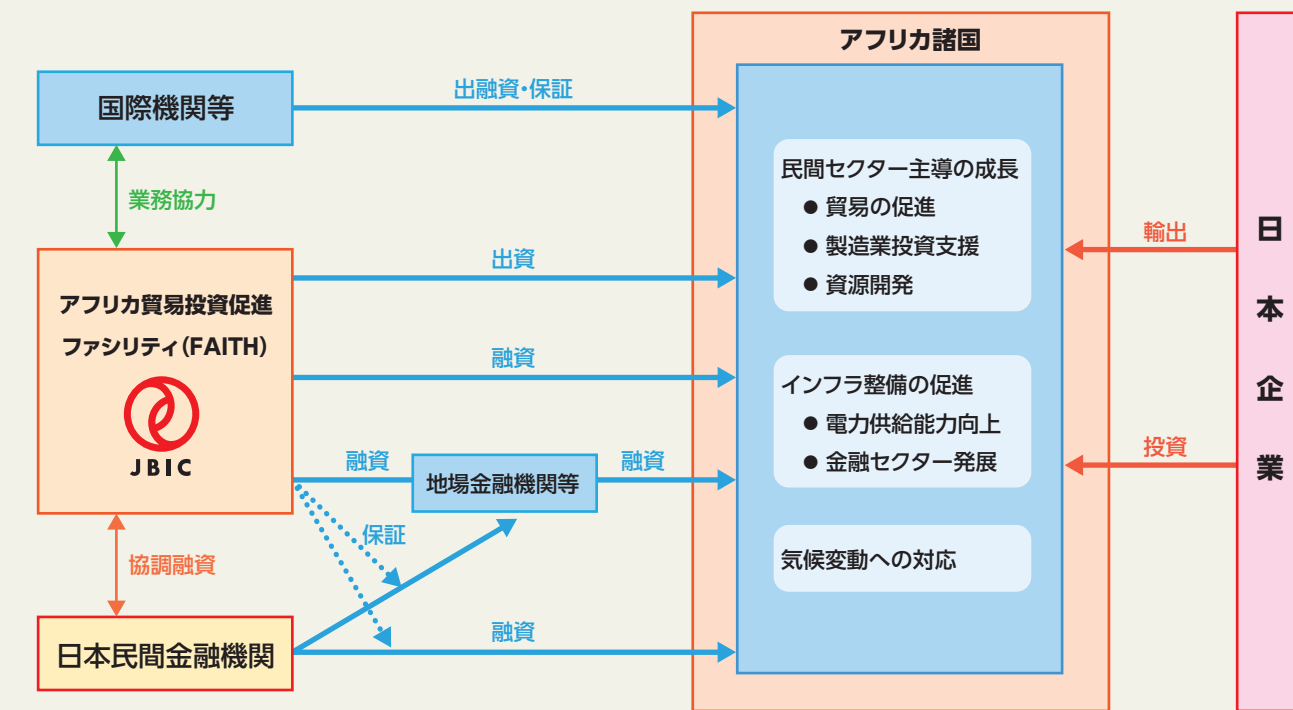 アフリカ諸国
国際機関等
出融資・保証
業務協力
アフリカ貿易投資促進
ファシリティ(FAITH)
JBIC
出資
融資
融資
地場金融機関等
融資
保証
協調融資
日本民間金融機関
融資
民間セクター主導の成長
● 貿易の促進
● 製造業投資支援
● 資源開発
インフラ整備の促進
● 電力供給能力向上
● 金融セクター発展
気候変動への対応
輸出
投資
日本企業